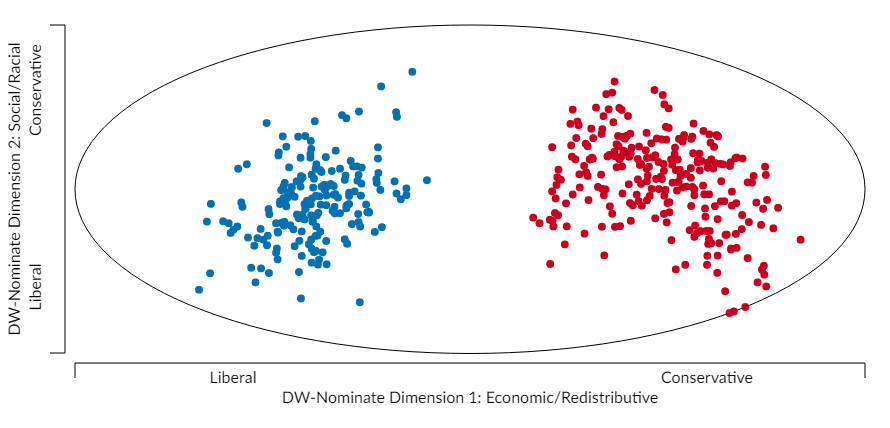 DW-Nominate Dimension 2: Social/Racial
Conservative
Liberal
Liberal
Conservative
DW-Nominate Dimension 1: Economic/Redistributive